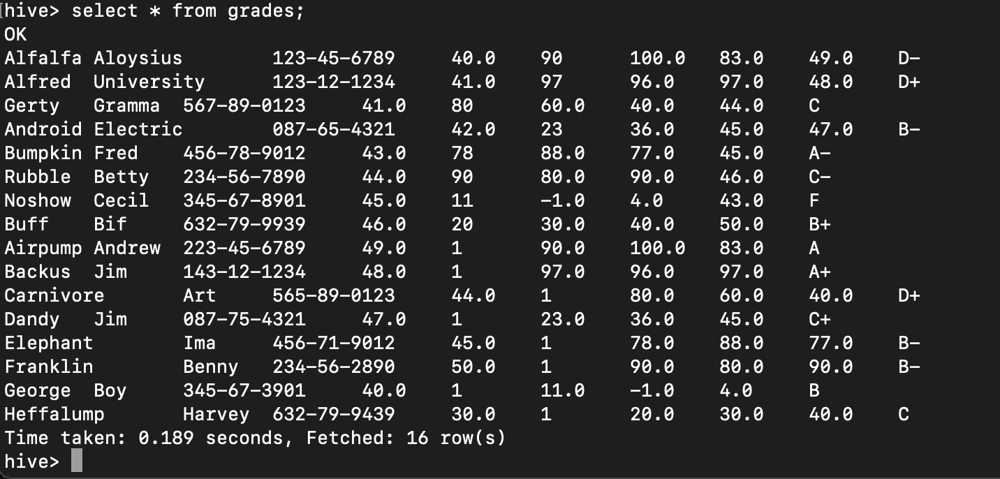 hive> select * from grades;
OK
Alfalfa Aloysius        123-45-6789     40.0    90      100.0   83.0    49.0    D-
Alfred  University      123-12-1234     41.0    97      96.0    97.0    48.0    D+
Gerty   Gramma  567-89-0123     41.0    80      60.0    40.0    44.0    C
Android Electric        087-65-4321     42.0    23      36.0    45.0    47.0    B-
Bumpkin Fred    456-78-9012     43.0    78      88.0    77.0    45.0    A-
Rubble  Betty   234-56-7890     44.0    90      80.0    90.0    46.0    C-
Noshow  Cecil   345-67-8901     45.0    11      -1.0    4.0     43.0    F
Buff    Bif     632-79-9939     46.0    20      30.0    40.0    50.0    B+
Airpump Andrew  223-45-6789     49.0    1       90.0    100.0   83.0    A
Backus  Jim     143-12-1234     48.0    1       97.0    96.0    97.0    A+
Carnivore       Art     565-89-0123     44.0    1       80.0    60.0    40.0    D+
Dandy   Jim     087-75-4321     47.0    1       23.0    36.0    45.0    C+
Elephant        Ima     456-71-9012     45.0    1       78.0    88.0    77.0    B-
Franklin        Benny   234-56-2890     50.0    1       90.0    80.0    90.0    B-
George  Boy     345-67-3901     40.0    1       11.0    -1.0    4.0     B
Heffalump       Harvey  632-79-9439     30.0    1       20.0    30.0    40.0    C
Time taken: 0.189 seconds, Fetched: 16 row(s)
hive>